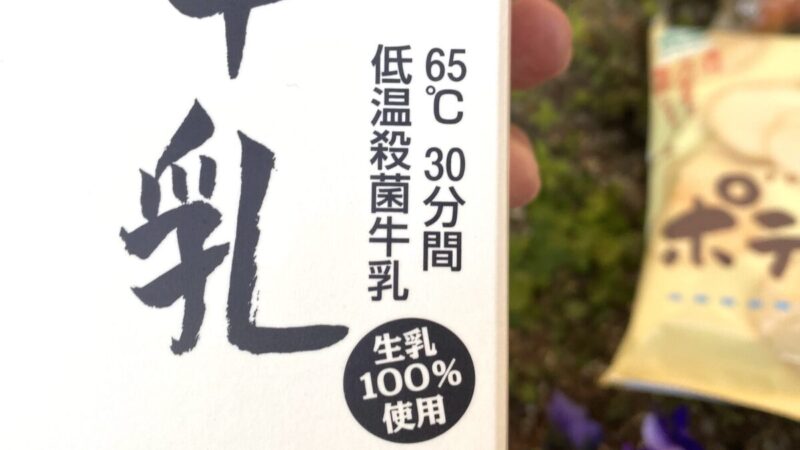 牛乳
65℃ 30分間
低温殺菌牛乳
生乳
100%
使用
ポテ